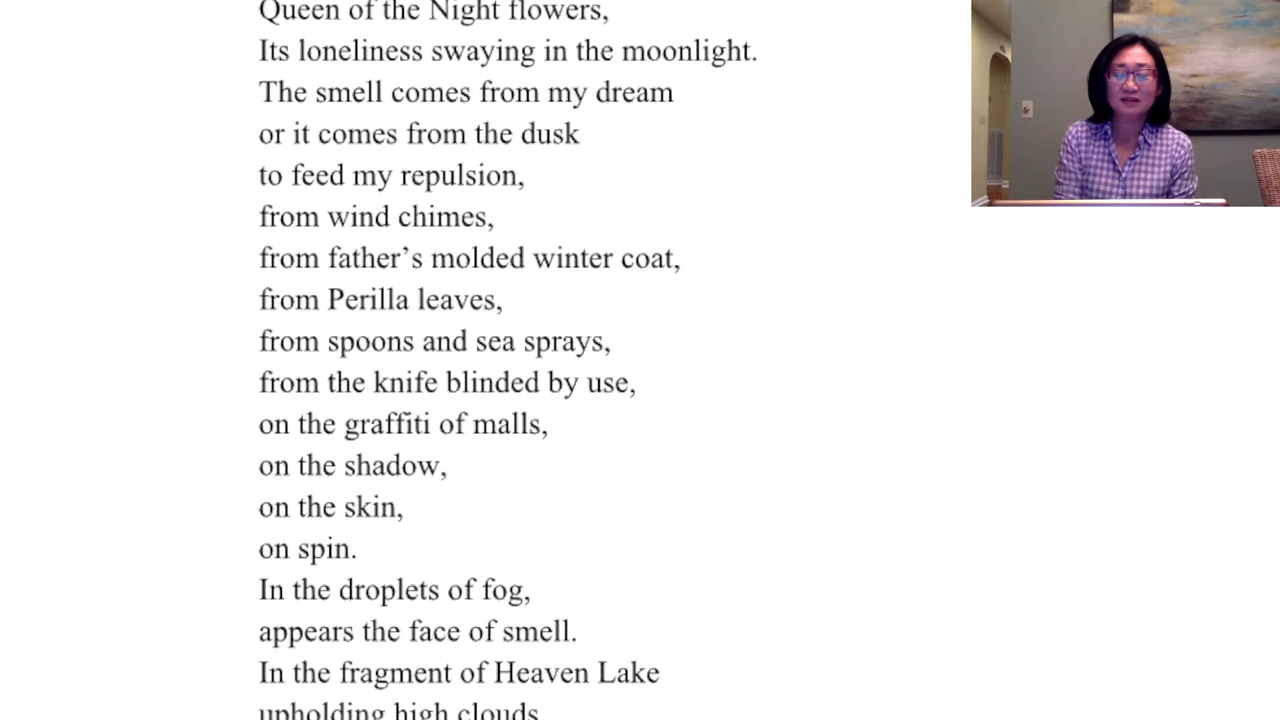 Queen of the Night flowers,
Its loneliness swaying in the moonlight.
The smell comes from my dream
or it comes from the dusk
to feed my repulsion,
from wind chimes,
from father’s molded winter coat,
from Perilla leaves,
from spoons and sea sprays,
from the knife blinded by use,
on the graffiti of malls,
on the shadow,
on the skin,
on spin.
In the droplets of fog,
appears the face of smell.
In the fragment of Heaven Lake
upholding high clouds